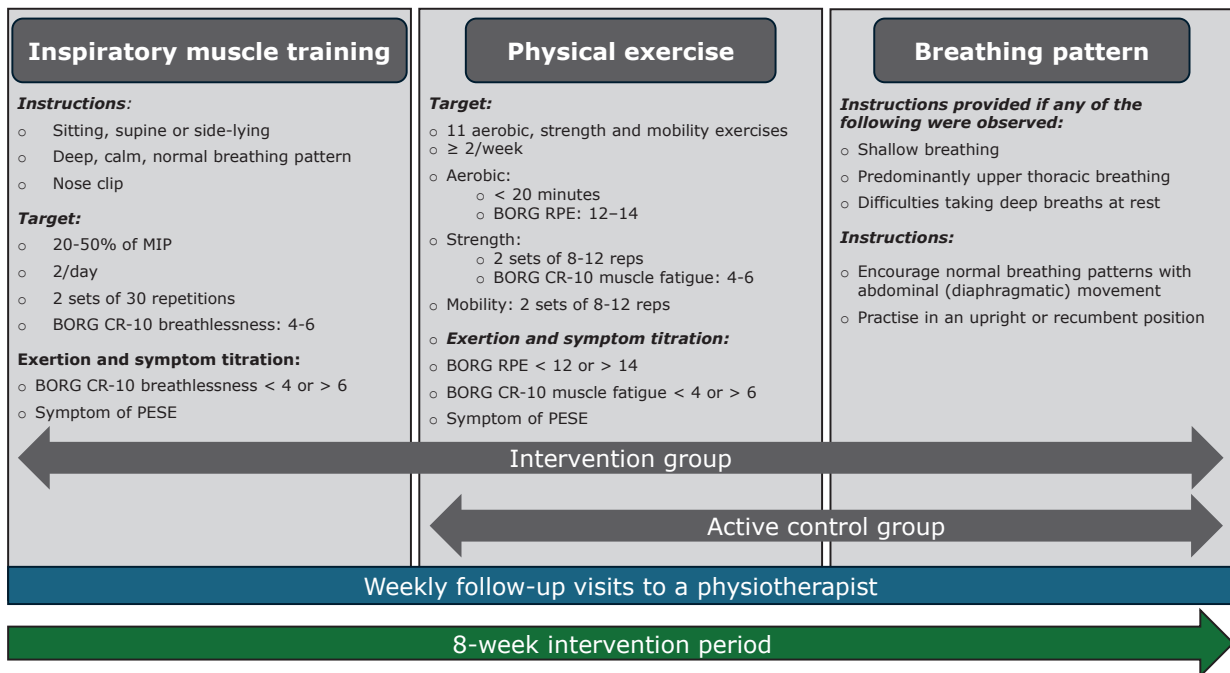 Inspiratory muscle training
Instructions:
○ Sitting, supine or side-lying
○ Deep, calm, normal breathing pattern
○ Nose clip
Target:
○ 20-50% of MIP
○ 2/day
○ 2 sets of 30 repetitions
○ BORG CR-10 breathlessness: 4-6
Exertion and symptom titration:
○ BORG CR-10 breathlessness < 4 or > 6
○ Symptom of PESE
Physical exercise
Target:
○ 11 aerobic, strength and mobility exercises
○ ≥ 2/week
○ Aerobic:
○ < 20 minutes
○ BORG RPE: 12–14
○ Strength:
○ 2 sets of 8-12 reps
○ BORG CR-10 muscle fatigue: 4-6
○ Mobility: 2 sets of 8-12 reps
○ Exertion and symptom titration:
○ BORG RPE < 12 or > 14
○ BORG CR-10 muscle fatigue < 4 or > 6
○ Symptom of PESE
Breathing pattern
Instructions provided if any of the
following were observed:
○ Shallow breathing
○ Predominantly upper thoracic breathing
○ Difficulties taking deep breaths at rest
Instructions:
○ Encourage normal breathing patterns with
abdominal (diaphragmatic) movement
○ Practise in an upright or recumbent position
Intervention group
Active control group
Weekly follow-up visits to a physiotherapist
8-week intervention period